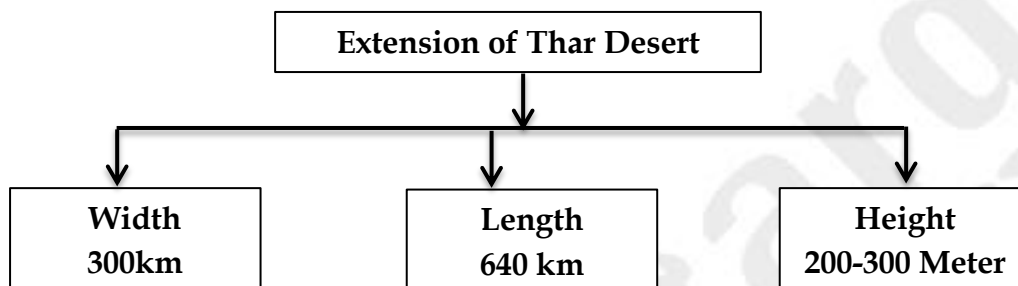 Extension of Thar Desert
Width
300km
Length
640 km
Height
200-300 Meter